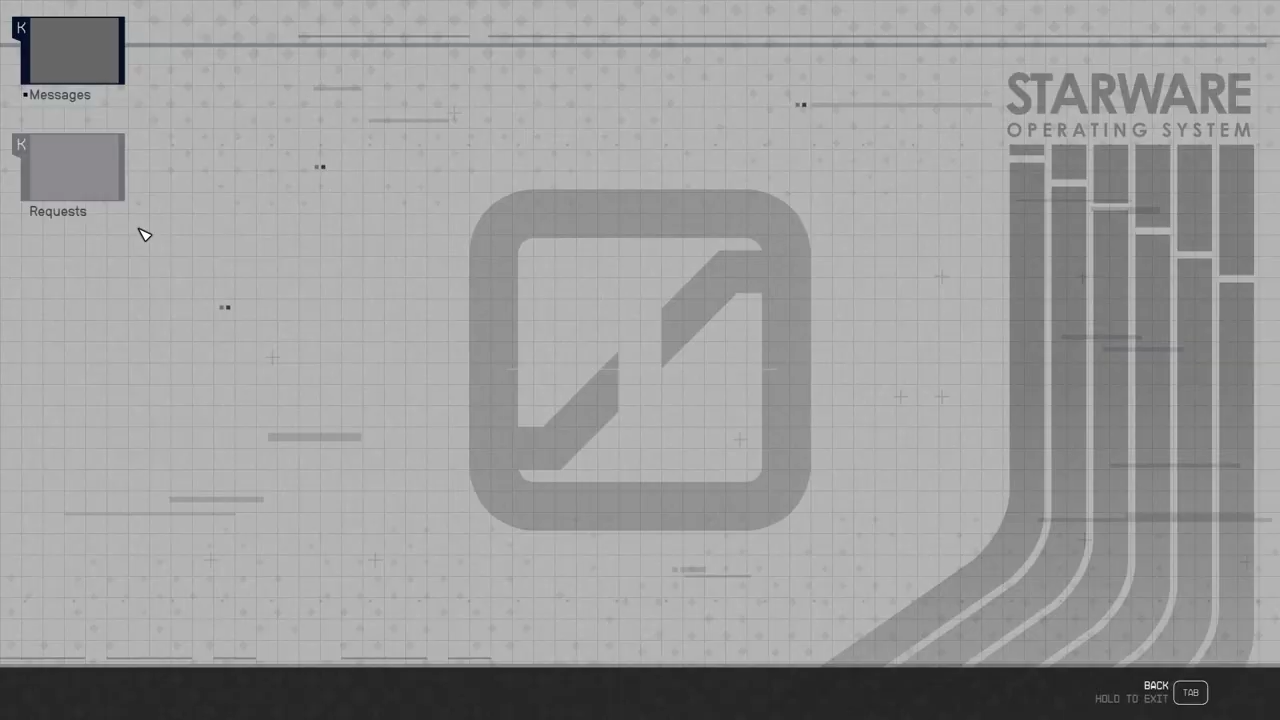 K
Messages
K
Requests
STARWARE
OPERATING SYSTEM
BACK
HOLD TO EXIT
TAB